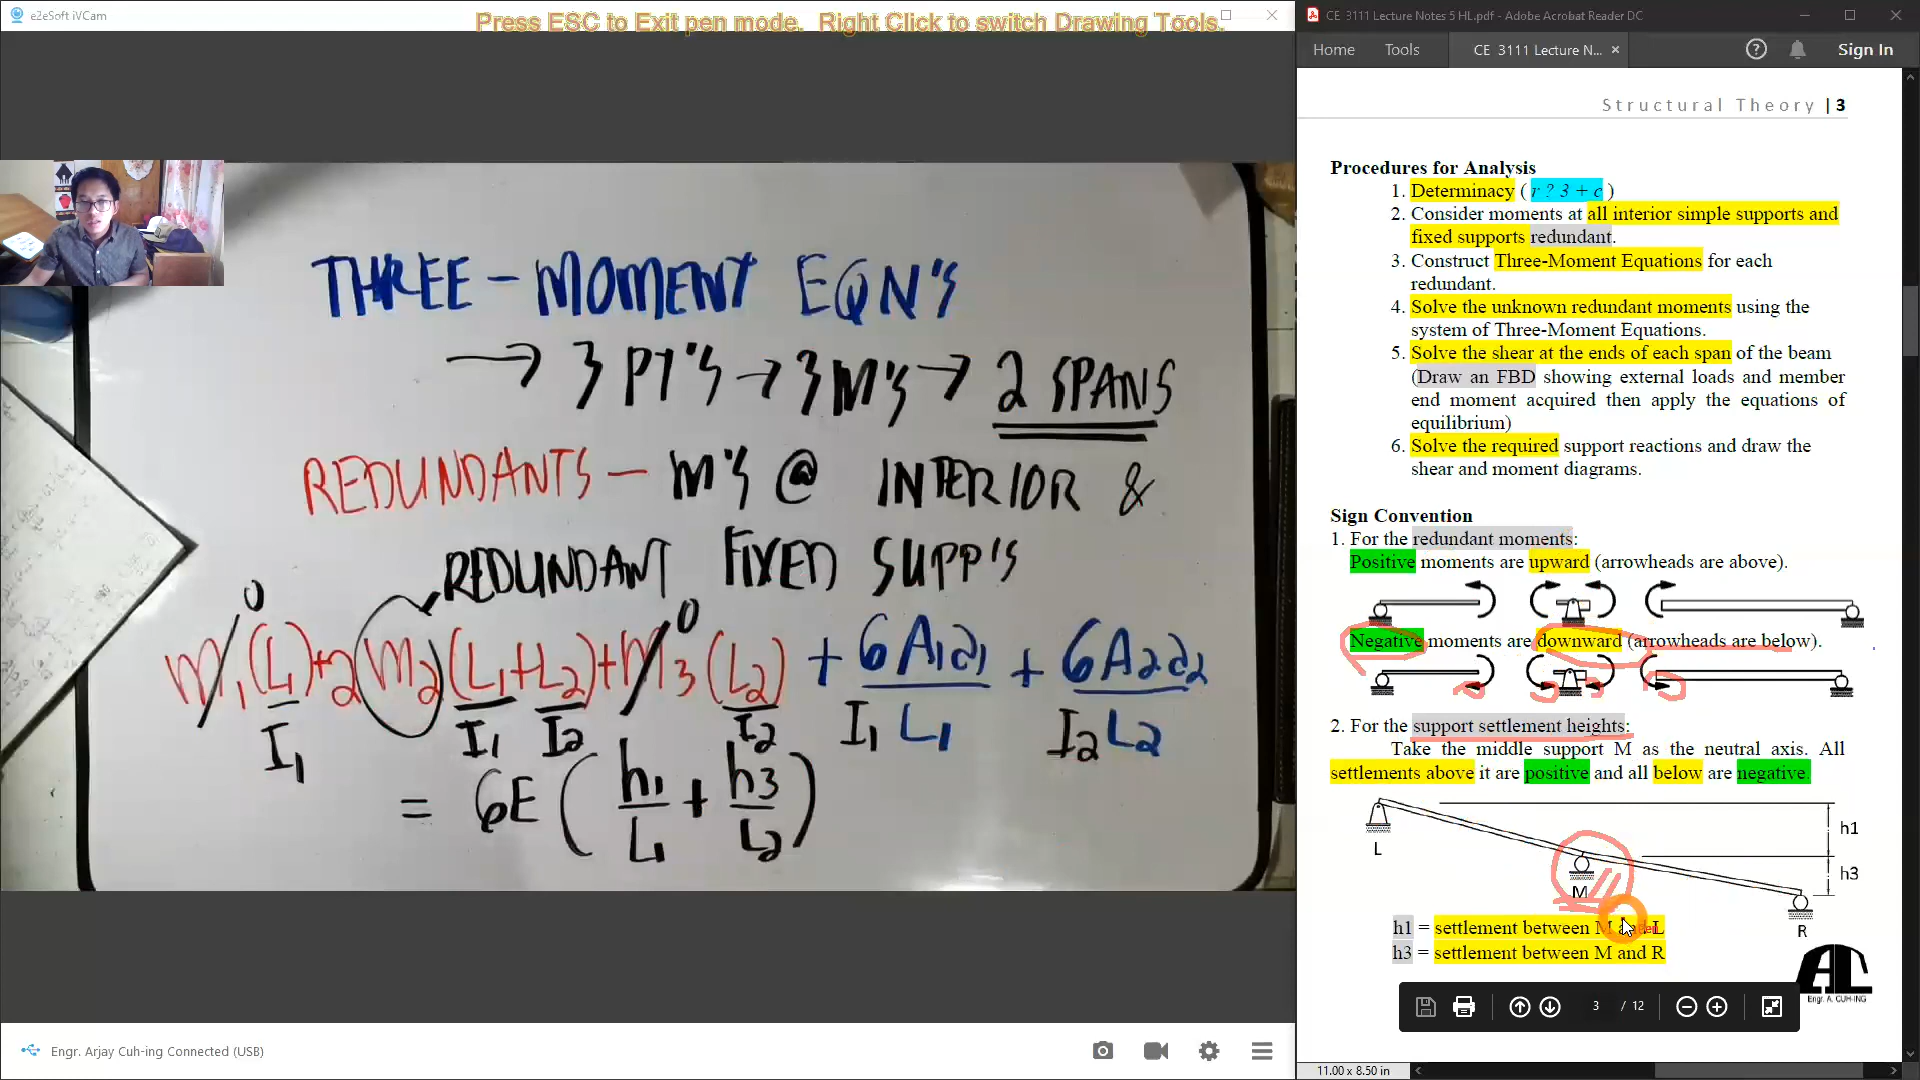 e2eSoft iVCam
Press ESC to Exit pen mode. Right Click to switch Drawing Tools.
THREE-MOMENT EQN'S
→ 3 PT'S → 3 M'S → 2 SPANS
REDUNDANTS – M'S @ INTERIOR &
REDUNDANT FIXED SUPP'S
0 0
M1(L1)+2M2(L1+L2)+M3(L2) + 6A1a1 + 6A2a2
I1 I1 I2 I2 I1 L1 I2 L2
= 6E ( h1 + h3 )
L1 L2
Engr. Arjay Cuh-ing Connected (USB)
CE 3111 Lecture Notes 5 HL.pdf - Adobe Acrobat Reader DC
Home Tools CE 3111 Lecture N... × Sign In
Structural Theory | 3
Procedures for Analysis
1. Determinacy ( r ? 3 + c )
2. Consider moments at all interior simple supports and
fixed supports redundant.
3. Construct Three-Moment Equations for each
redundant.
4. Solve the unknown redundant moments using the
system of Three-Moment Equations.
5. Solve the shear at the ends of each span of the beam
(Draw an FBD showing external loads and member
end moment acquired then apply the equations of
equilibrium)
6. Solve the required support reactions and draw the
shear and moment diagrams.
Sign Convention
1. For the redundant moments:
Positive moments are upward (arrowheads are above).
Negative moments are downward (arrowheads are below).
2. For the support settlement heights:
Take the middle support M as the neutral axis. All
settlements above it are positive and all below are negative.
h1
L
h3
M
R
h1 = settlement between M and L
h3 = settlement between M and R
AC
Engr. A. CUH-ING
3 / 12
11.00 x 8.50 in